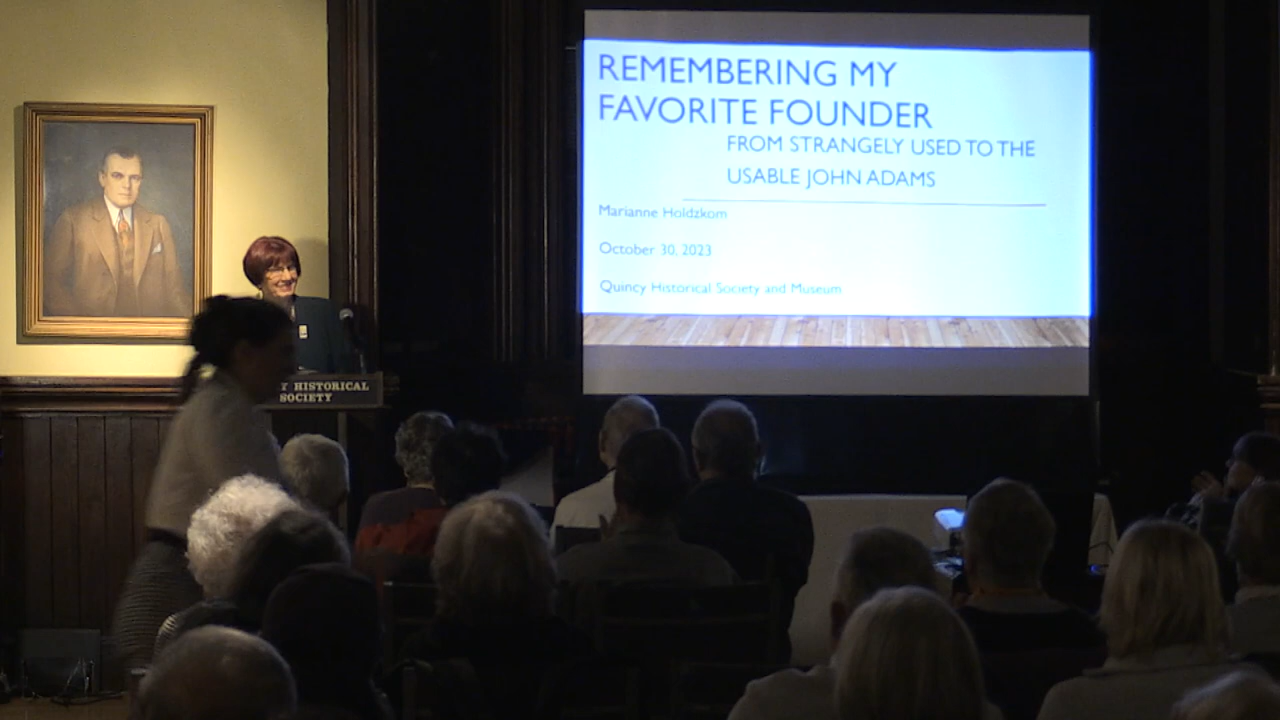 REMEMBERING MY
FAVORITE FOUNDER
FROM STRANGELY USED TO THE
USABLE JOHN ADAMS
Marianne Holdzkom
October 30, 2023
Quincy Historical Society and Museum
Y HISTORICAL
SOCIETY